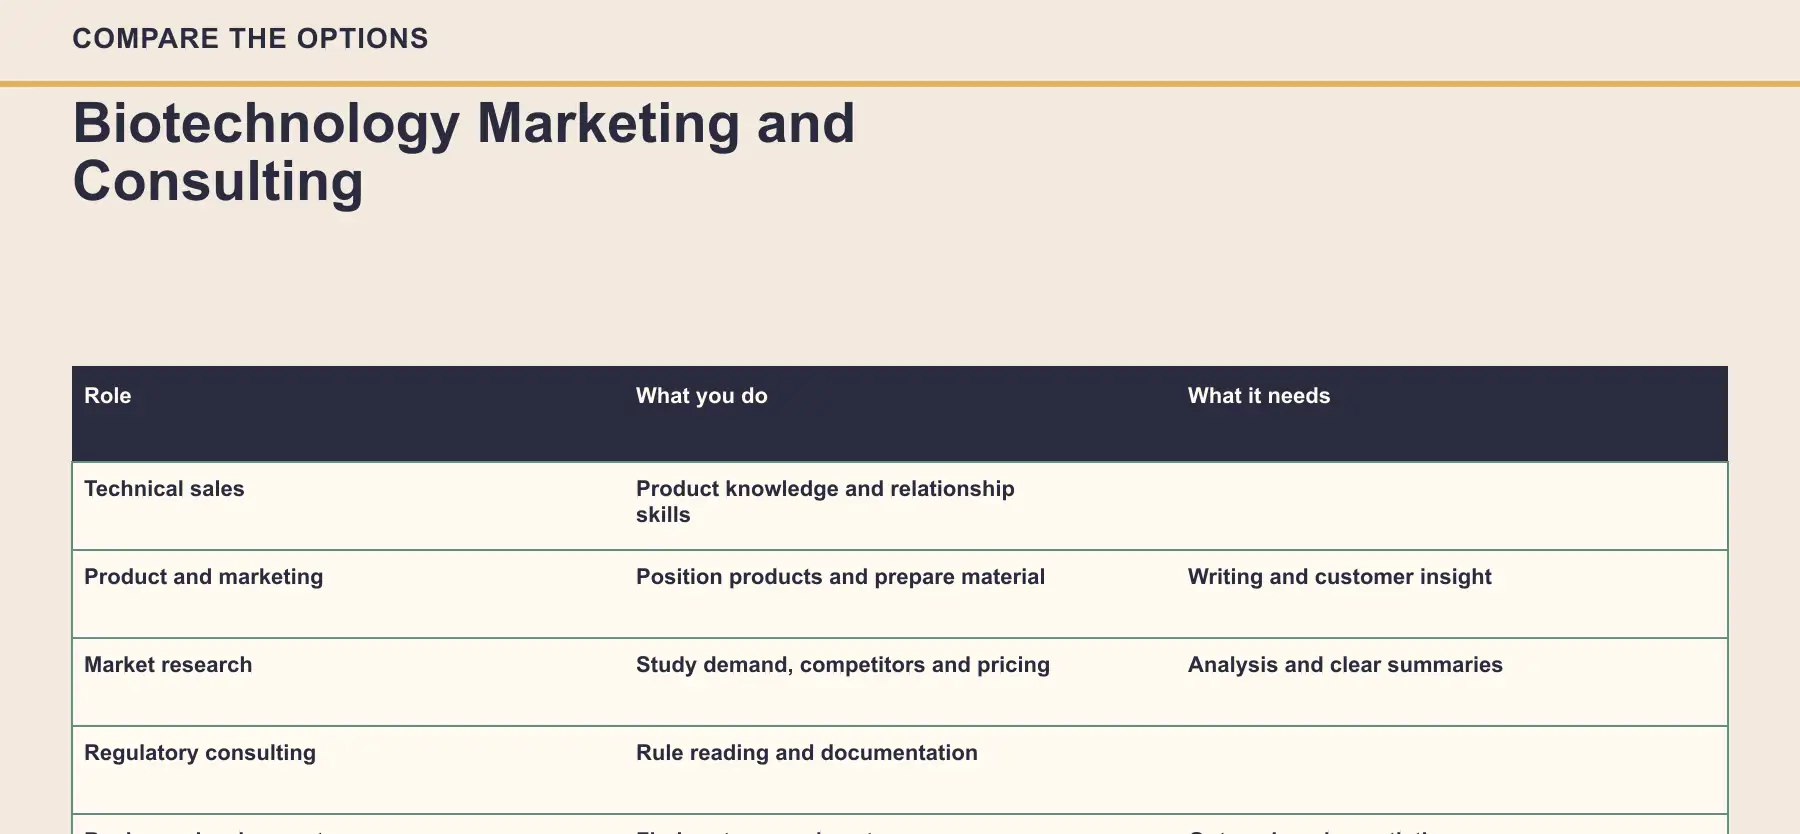 COMPARE THE OPTIONS
Biotechnology Marketing and
Consulting
Role
What you do
What it needs
Technical sales
Product knowledge and relationship
skills
Product and marketing
Position products and prepare material
Writing and customer insight
Market research
Study demand, competitors and pricing
Analysis and clear summaries
Regulatory consulting
Rule reading and documentation